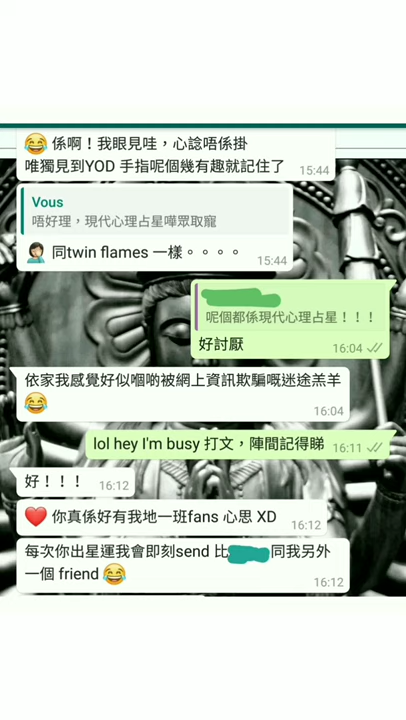 😂 係啊！我眼見哇，心諗唔係掛
唯獨見到YOD 手指呢個幾有趣就記住了
15:44
Vous
唔好理，現代心理占星嘩眾取寵
🤦🏻‍♀️ 同twin flames 一樣。。。。
15:44
呢個都係現代心理占星！！！
好討厭
16:04
依家我感覺好似嗰啲被網上資訊欺騙嘅迷途羔羊
😂
16:04
lol hey I'm busy 打文，陣間記得睇
16:11
好！！！
16:12
❤️ 你真係好有我地一班fans 心思 XD
16:12
每次你出星運我會即刻send 比 同我另外
一個 friend 😂
16:12